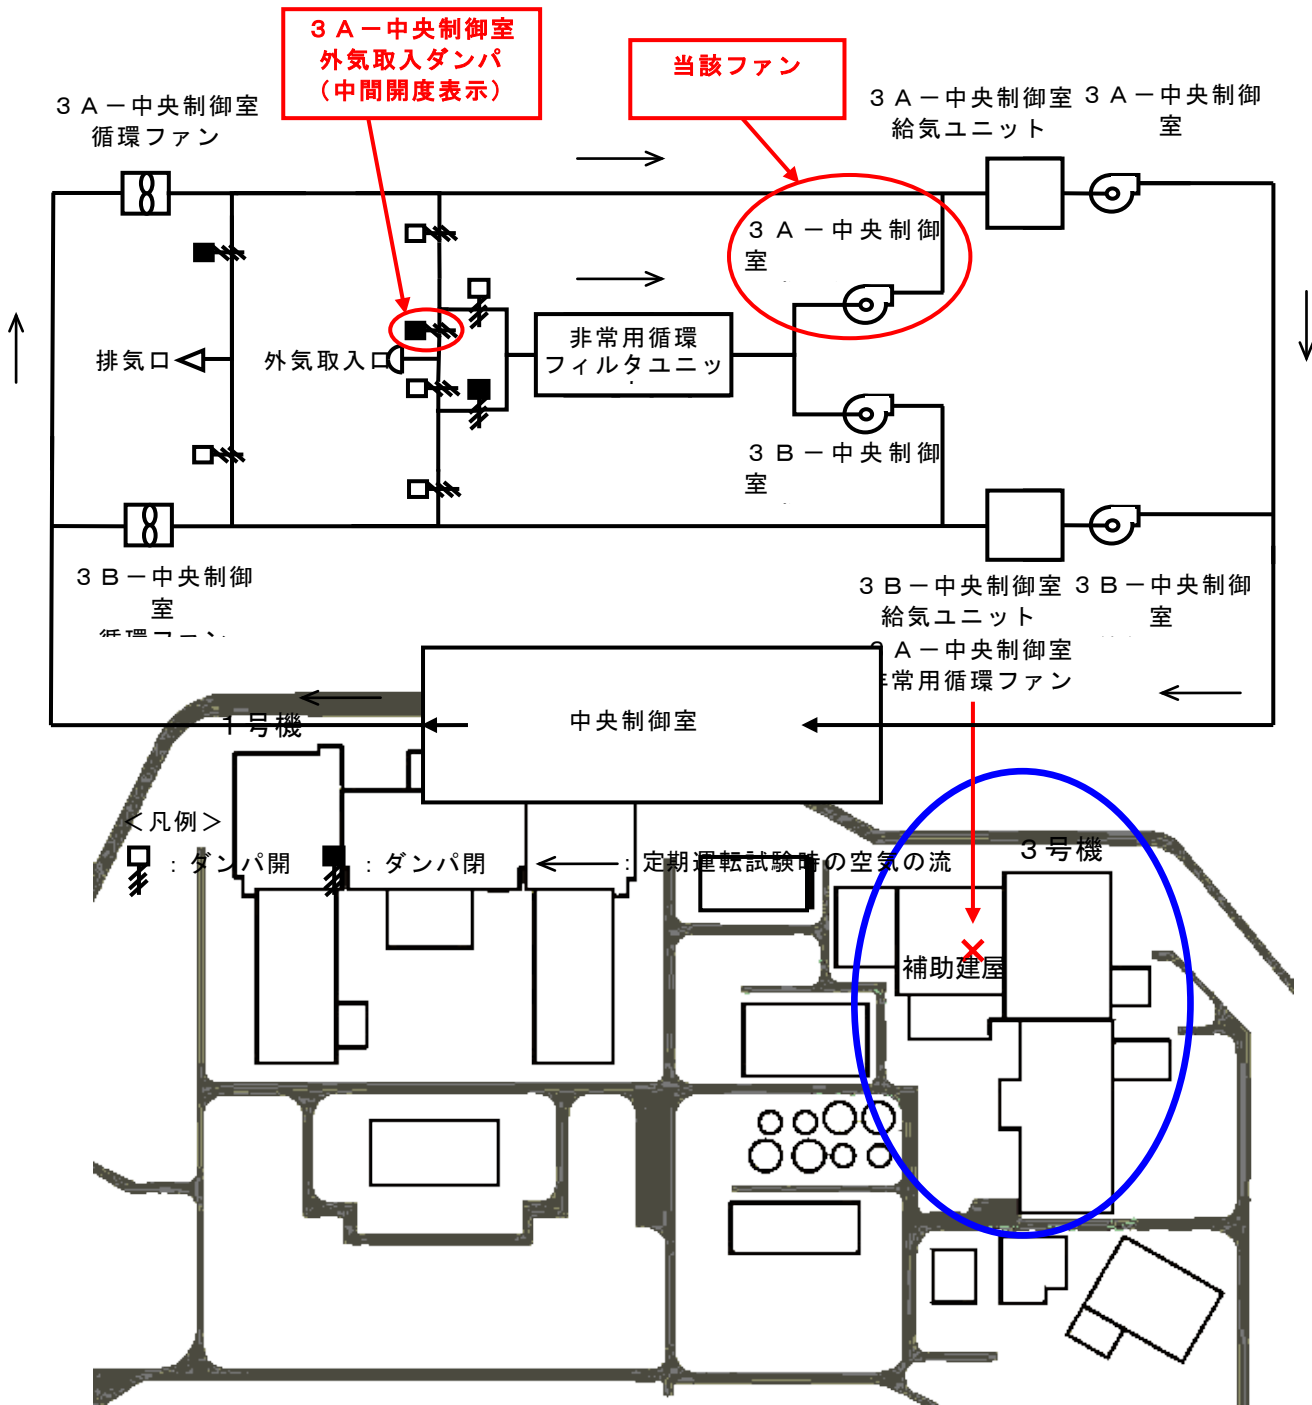 ３Ａ－中央制御室
外気取入ダンパ
（中間開度表示）
当該ファン
３Ａ－中央制御室
循環ファン
３Ａ－中央制御室
給気ユニット
３Ａ－中央制御
室
３Ａ－中央制御
室
排気口
外気取入口
非常用循環
フィルタユニッ
３Ｂ－中央制御
室
３Ｂ－中央制御
室
循環ファン
３Ｂ－中央制御室
給気ユニット
３Ｂ－中央制御
室
３Ａ－中央制御室
非常用循環ファン
中央制御室
１号機
＜凡例＞
：ダンパ開
：ダンパ閉
：定期運転試験時の空気の流
３号機
補助建屋